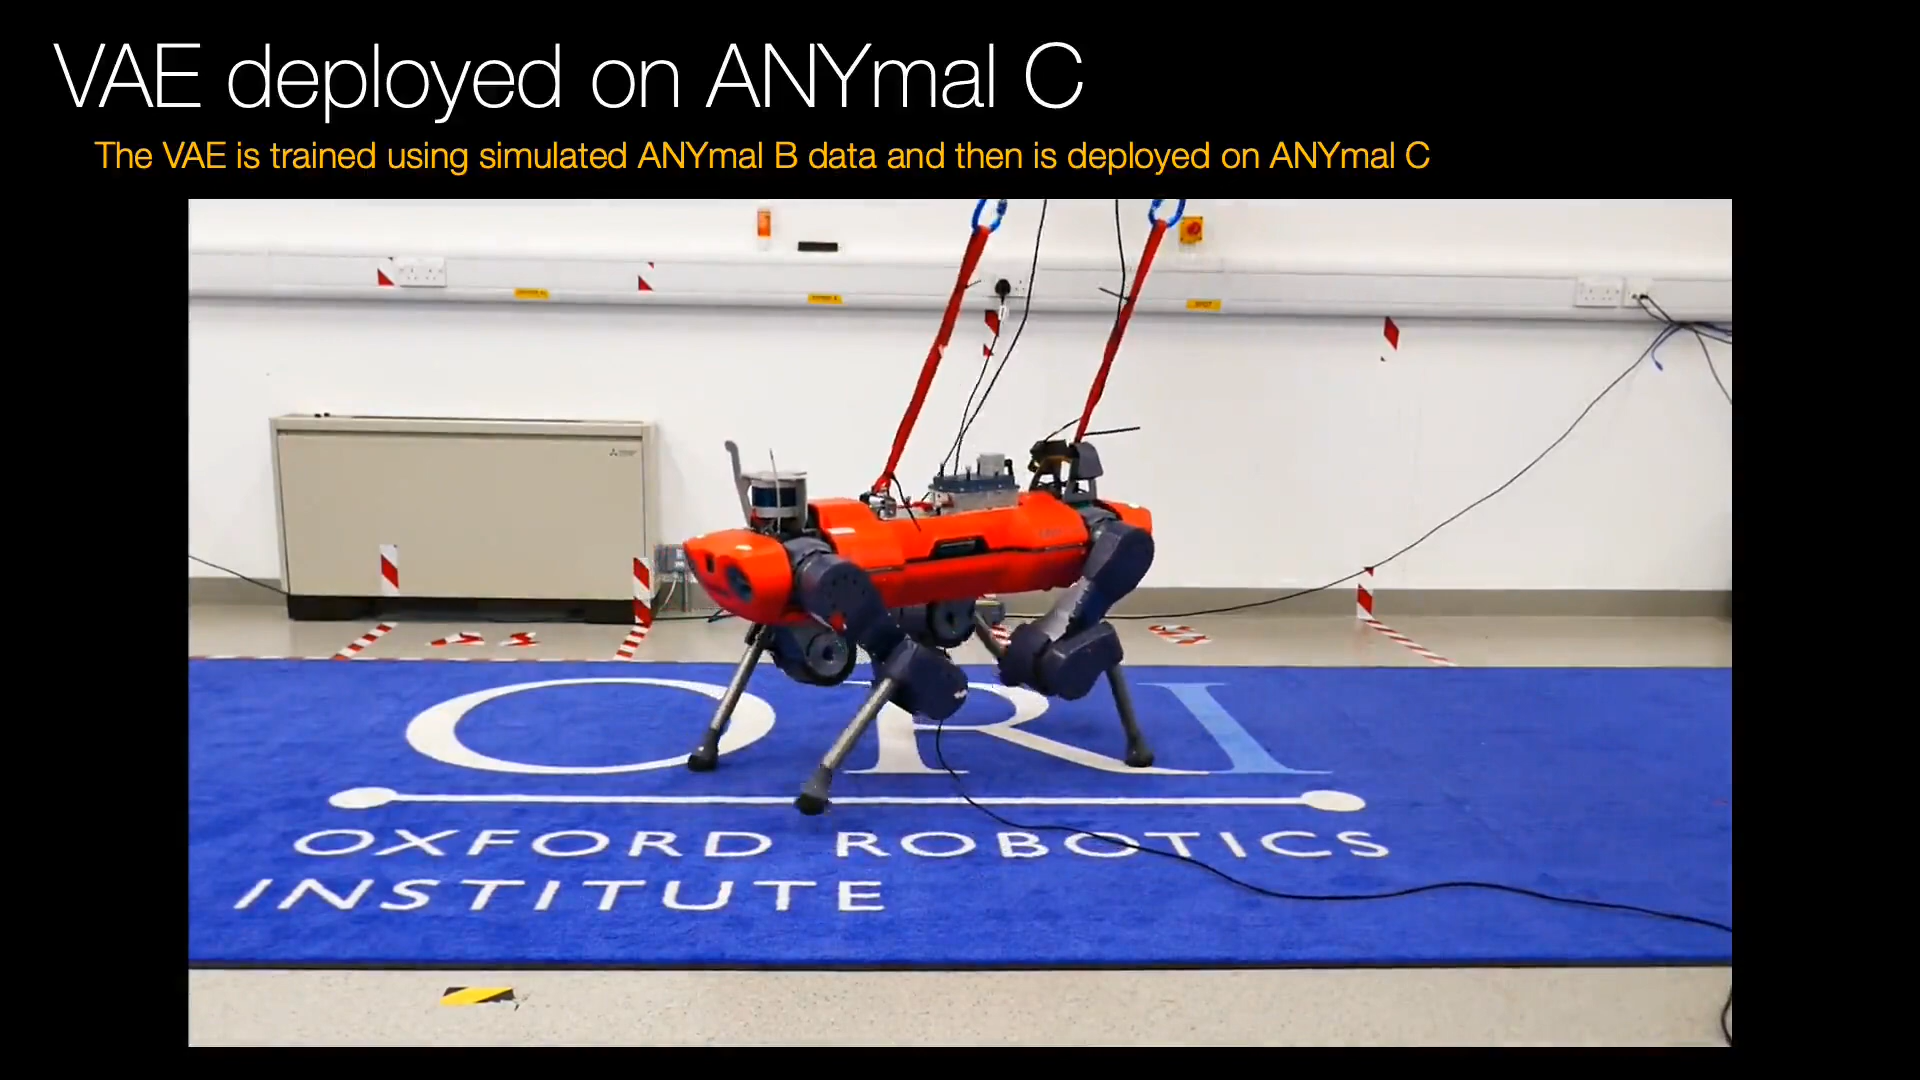 VAE deployed on ANYmal C
The VAE is trained using simulated ANYmal B data and then is deployed on ANYmal C
ORI
OXFORD ROBOTICS
INSTITUTE